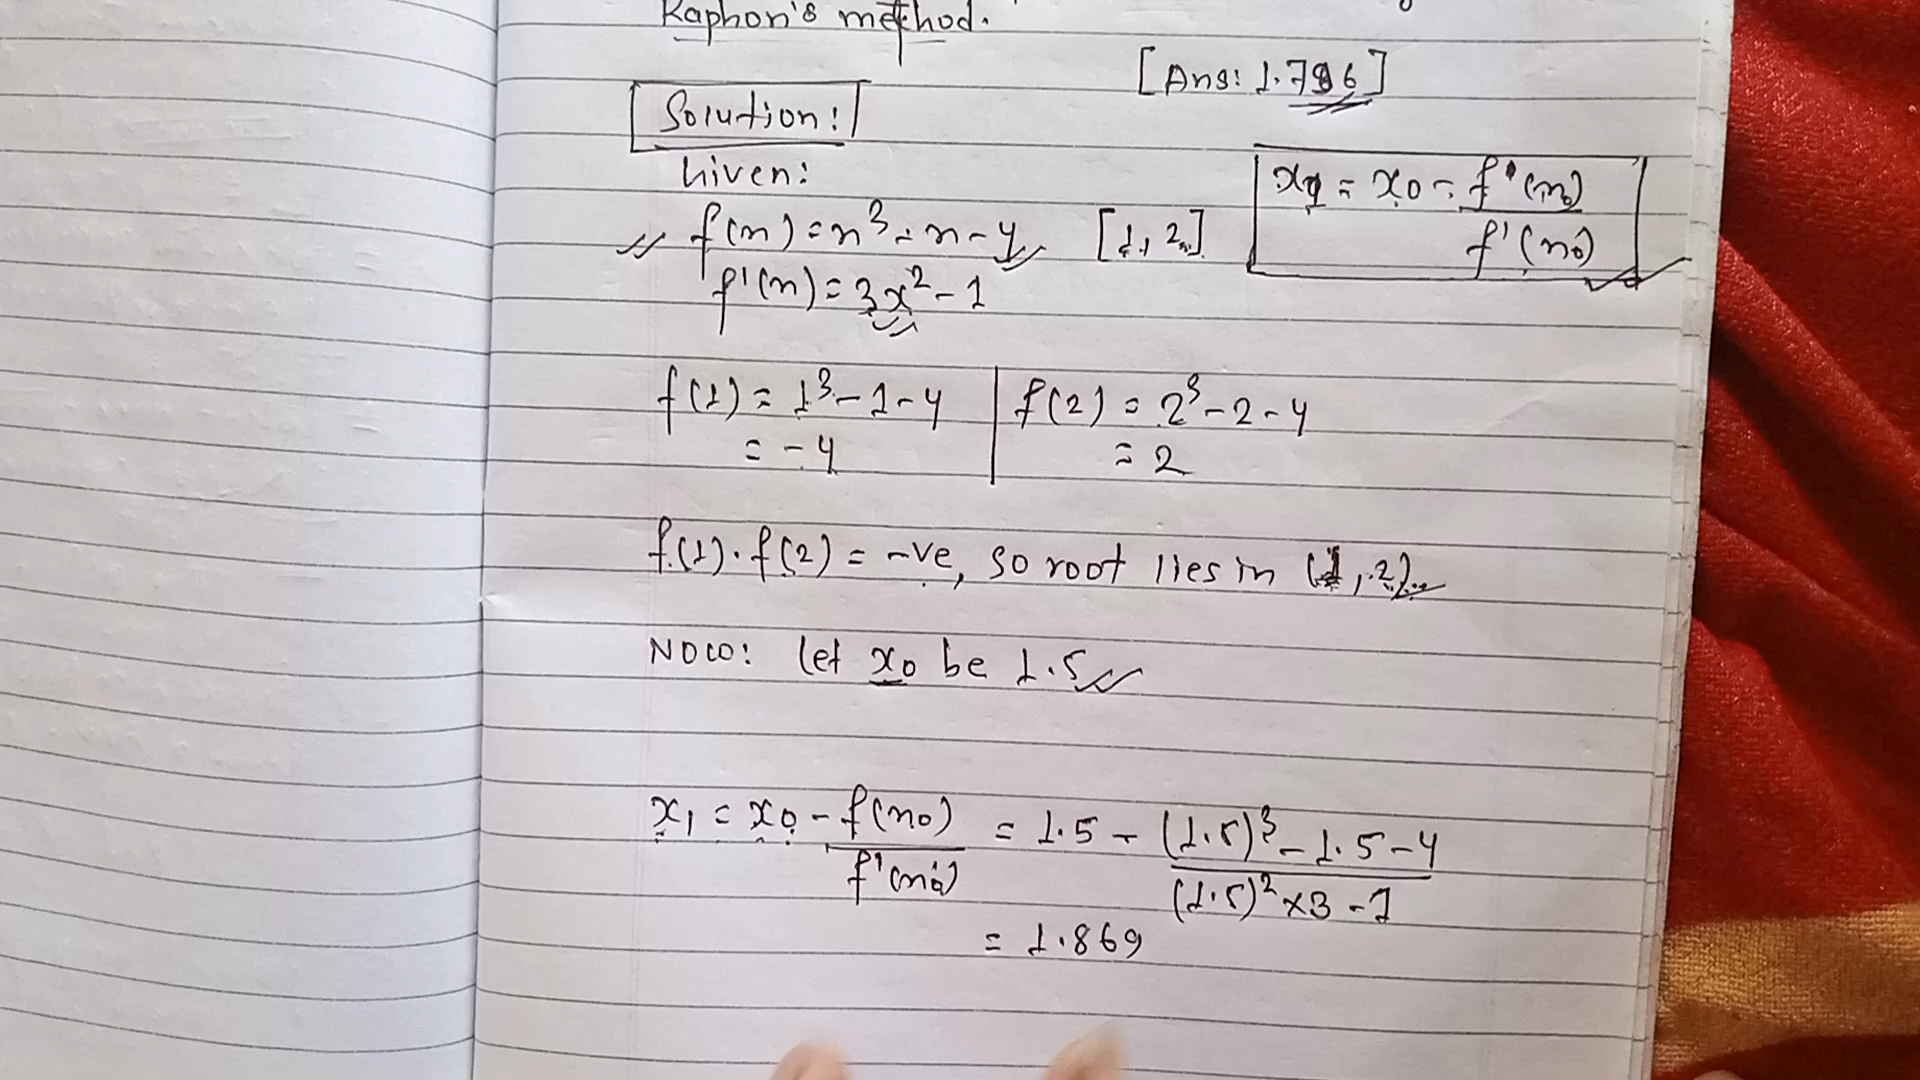 Raphon's method.
[Ans: 1.796]
Solution:
Given:
x1 = x0 - f(x0)
f'(x0)
f(x) = x³ - x - 4 [1, 2]
f'(x) = 3x² - 1
f(1) = 1³ - 1 - 4
= -4
f(2) = 2³ - 2 - 4
= 2
f(1).f(2) = -ve, so root lies in (1, 2).
Now: let x0 be 1.5
x1 = x0 - f(x0) = 1.5 - (1.5)³ - 1.5 - 4
f'(x0) (1.5)² x3 - 1
= 1.869